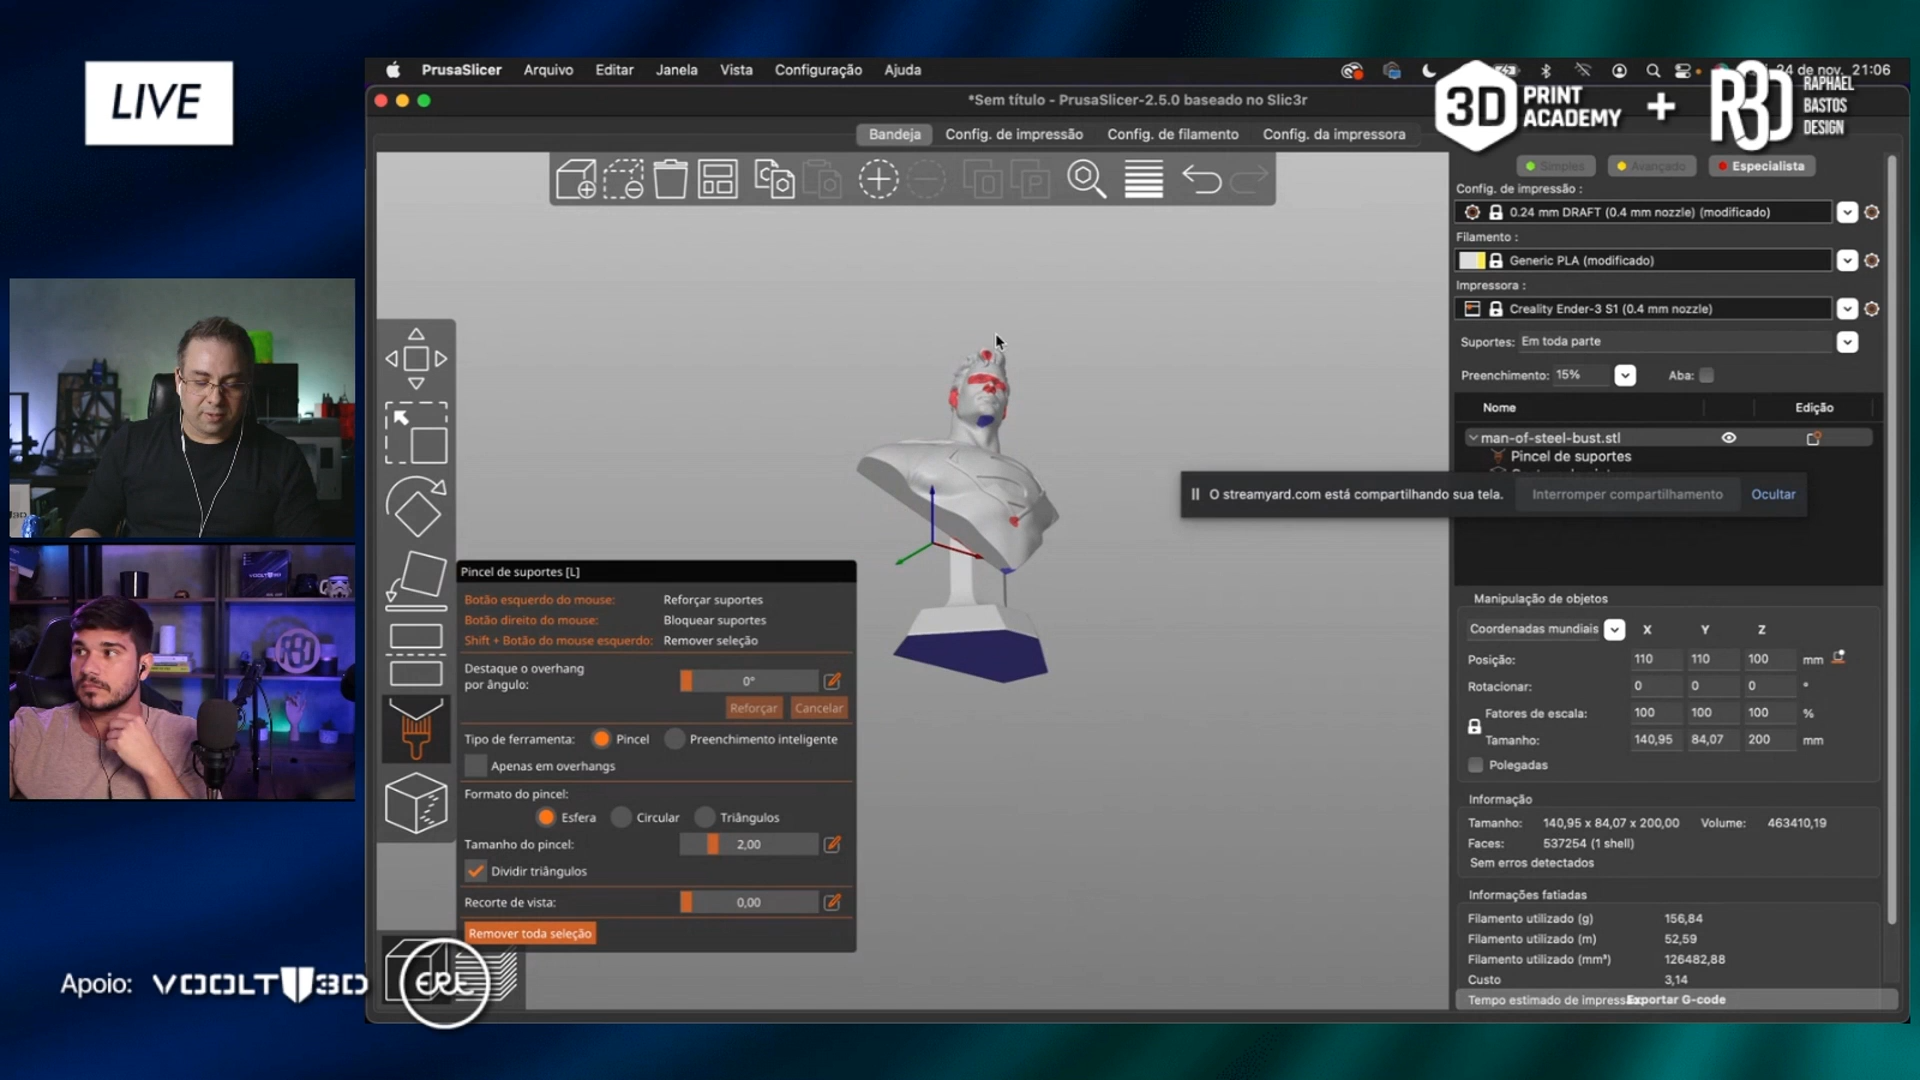 LIVE
PrusaSlicer Arquivo Editar Janela Vista Configuração Ajuda
24 de nov. 21:06
*Sem título - PrusaSlicer-2.5.0 baseado no Slic3r
3D PRINT ACADEMY + RAPHAEL BASTOS DESIGN
Bandeja Config. de impressão Config. de filamento Config. da impressora
Simples Avançado Especialista
Config. de impressão :
0.24 mm DRAFT (0.4 mm nozzle) (modificado)
Filamento :
Generic PLA (modificado)
Impressora :
Creality Ender-3 S1 (0.4 mm nozzle)
Suportes: Em toda parte
Preenchimento: 15% Aba:
Nome Edição
man-of-steel-bust.stl
Pincel de suportes
O streamyard.com está compartilhando sua tela. Interromper compartilhamento Ocultar
Pincel de suportes [L]
Botão esquerdo do mouse: Reforçar suportes
Botão direito do mouse: Bloquear suportes
Shift + Botão do mouse esquerdo: Remover seleção
Destaque o overhang
por ângulo: 0°
Reforçar Cancelar
Tipo de ferramenta: Pincel Preenchimento inteligente
Apenas em overhangs
Formato do pincel:
Esfera Circular Triângulos
Tamanho do pincel: 2,00
Dividir triângulos
Recorte de vista: 0,00
Remover toda seleção
Manipulação de objetos
Coordenadas mundiais X Y Z
Posição: 110 110 100 mm
Rotacionar: 0 0 0 °
Fatores de escala: 100 100 100 %
Tamanho: 140,95 84,07 200 mm
Polegadas
Informação
Tamanho: 140,95 x 84,07 x 200,00 Volume: 463410,19
Faces: 537254 (1 shell)
Sem erros detectados
Informações fatiadas
Filamento utilizado (g) 156,84
Filamento utilizado (m) 52,59
Filamento utilizado (mm³) 126482,88
Custo 3,14
Tempo estimado de impress
Exportar G-code
Apoio: VOOLT3D